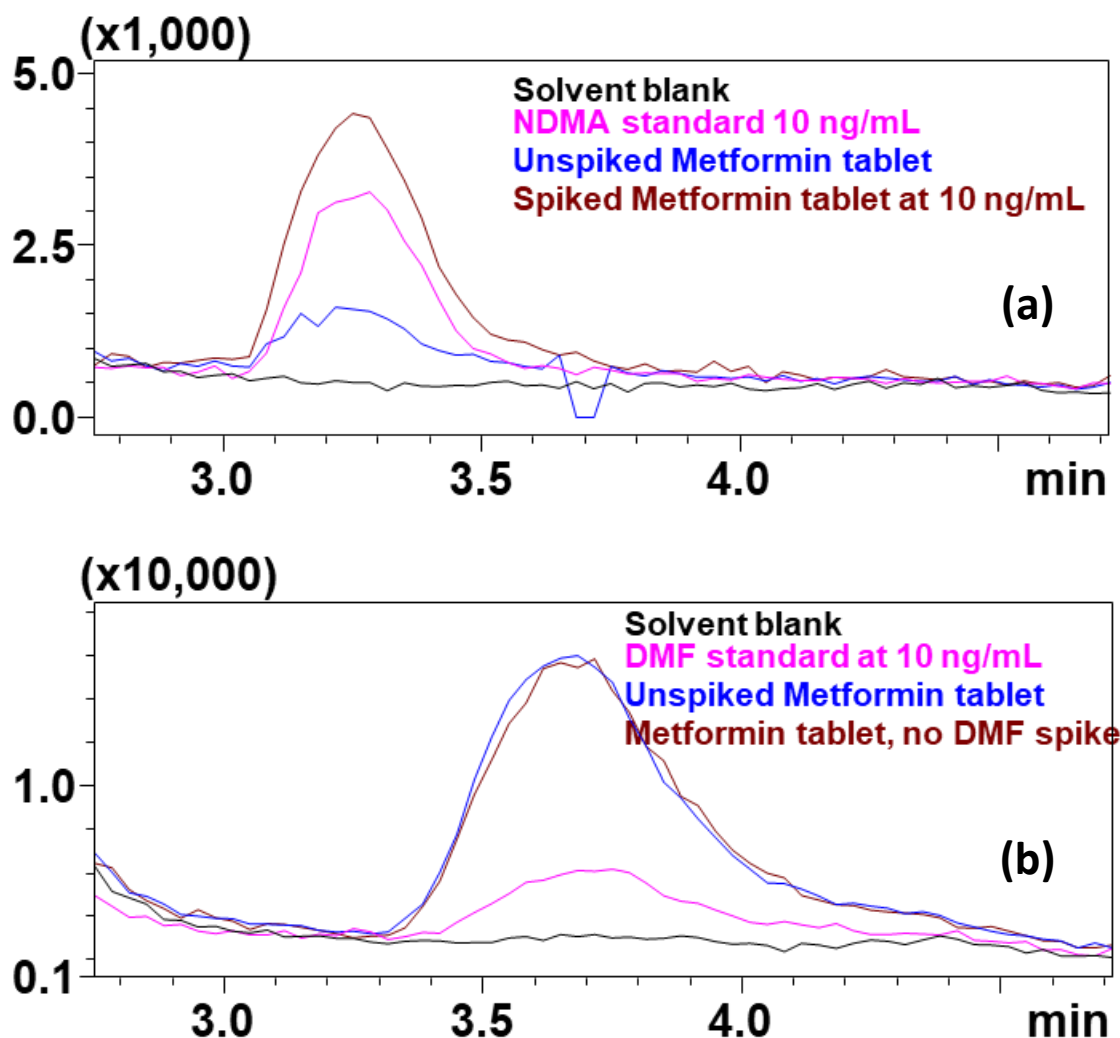 (x1,000)
5.0
Solvent blank
NDMA standard 10 ng/mL
Unspiked Metformin tablet
Spiked Metformin tablet at 10 ng/mL
2.5
(a)
0.0
3.0 3.5 4.0 min
(x10,000)
Solvent blank
DMF standard at 10 ng/mL
Unspiked Metformin tablet
Metformin tablet, no DMF spike
1.0
(b)
0.1
3.0 3.5 4.0 min